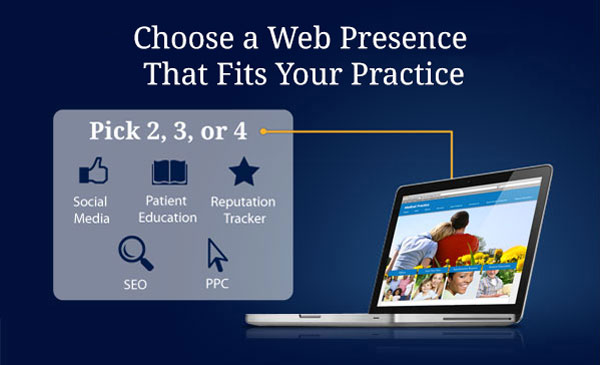 Choose a Web Presence
That Fits Your Practice
Pick 2, 3, or 4
Social
Media
Patient
Education
Reputation
Tracker
SEO
PPC